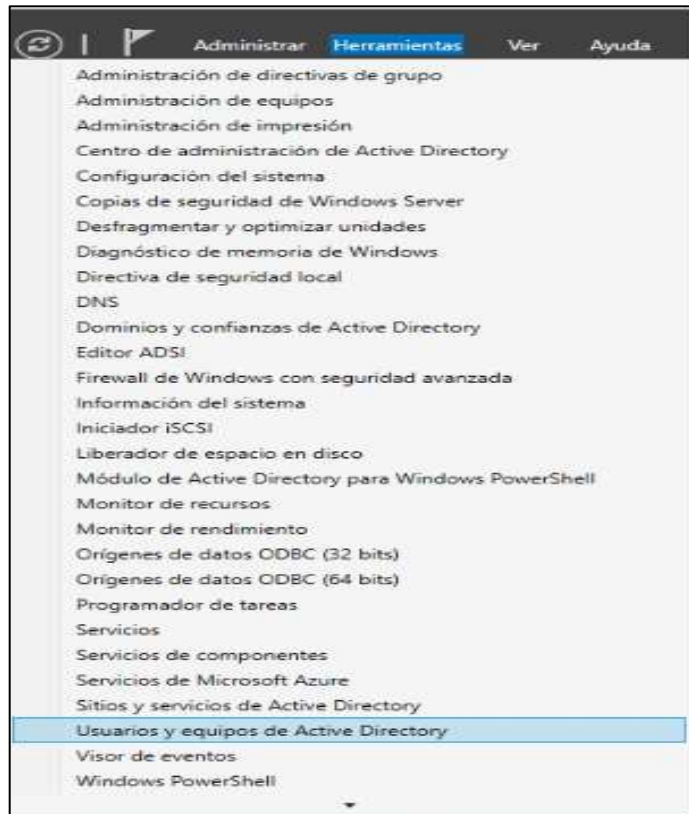 Administrar Herramientas Ver Ayuda
Administración de directivas de grupo
Administración de equipos
Administración de impresión
Centro de administración de Active Directory
Configuración del sistema
Copias de seguridad de Windows Server
Desfragmentar y optimizar unidades
Diagnóstico de memoria de Windows
Directiva de seguridad local
DNS
Dominios y confianzas de Active Directory
Editor ADSI
Firewall de Windows con seguridad avanzada
Información del sistema
Iniciador iSCSI
Liberador de espacio en disco
Módulo de Active Directory para Windows PowerShell
Monitor de recursos
Monitor de rendimiento
Orígenes de datos ODBC (32 bits)
Orígenes de datos ODBC (64 bits)
Programador de tareas
Servicios
Servicios de componentes
Servicios de Microsoft Azure
Sitios y servicios de Active Directory
Usuarios y equipos de Active Directory
Visor de eventos
Windows PowerShell